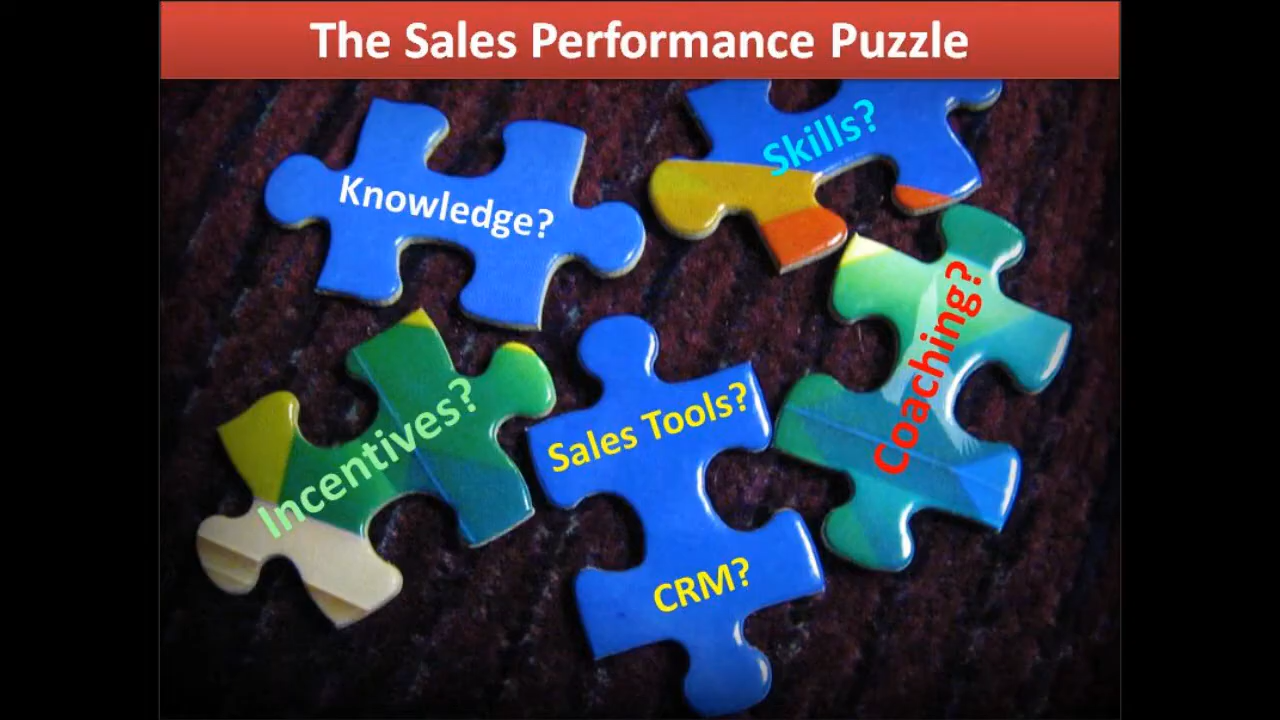 The Sales Performance Puzzle
Skills?
Knowledge?
Coaching?
Incentives?
Sales Tools?
CRM?